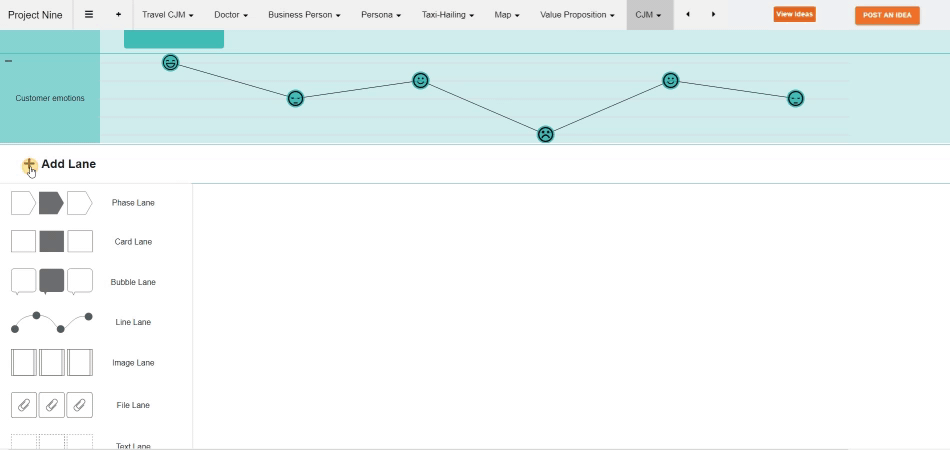 Project Nine
Travel CJM
Doctor
Business Person
Persona
Taxi-Hailing
Map
Value Proposition
CJM
View ideas
POST AN IDEA
Customer emotions
Add Lane
Phase Lane
Card Lane
Bubble Lane
Line Lane
Image Lane
File Lane
Text Lane